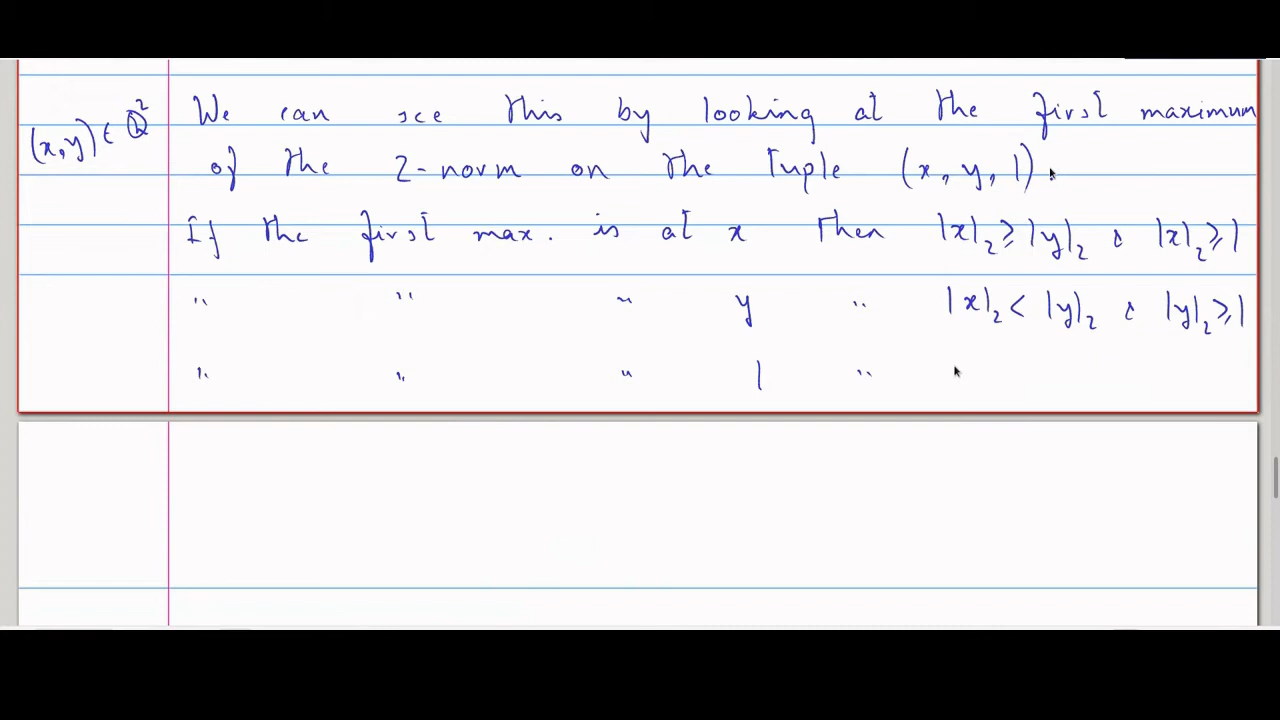 (x,y) ∈ ℚ² We can see this by looking at the first maximum
of the 2-norm on the tuple (x, y, 1).
If the first max. is at x then |x|₂ ≥ |y|₂ & |x|₂ ≥ 1
" " " y " |x|₂ < |y|₂ & |y|₂ ≥ 1
" " " 1 "